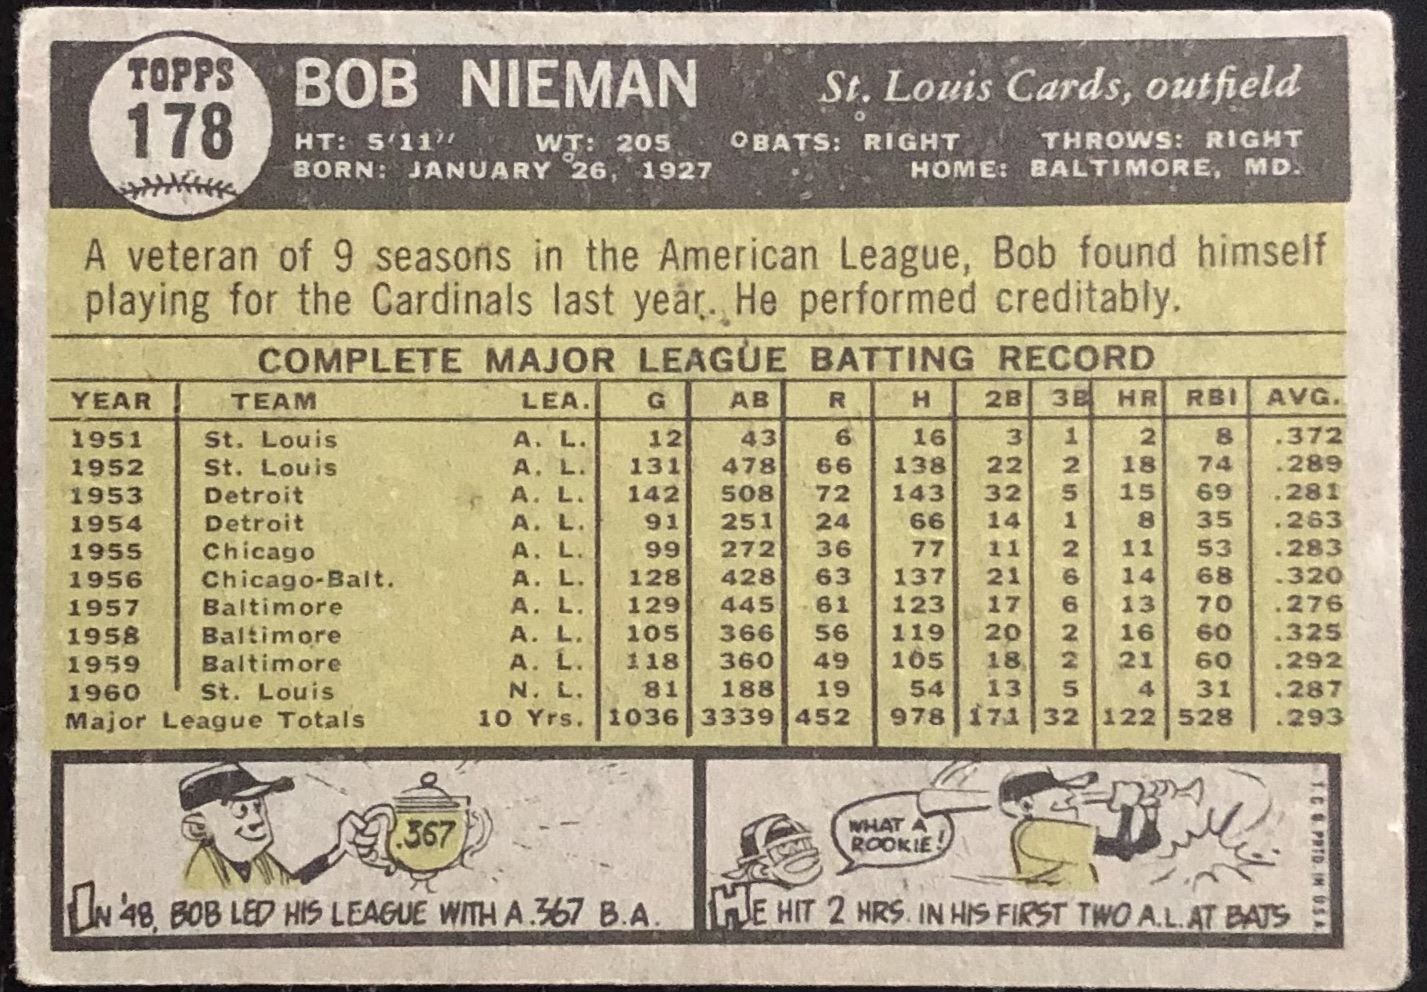 TOPPS
178
BOB NIEMAN
St. Louis Cards, outfield
HT: 5'11" WT: 205 BATS: RIGHT THROWS: RIGHT
BORN: JANUARY 26, 1927 HOME: BALTIMORE, MD.
A veteran of 9 seasons in the American League, Bob found himself
playing for the Cardinals last year. He performed creditably.
COMPLETE MAJOR LEAGUE BATTING RECORD
YEAR TEAM LEA. G AB R H 2B 3B HR RBI AVG.
1951 St. Louis A. L. 12 43 6 16 3 1 2 8 .372
1952 St. Louis A. L. 131 478 66 138 22 2 18 74 .289
1953 Detroit A. L. 142 508 72 143 32 5 15 69 .281
1954 Detroit A. L. 91 251 24 66 14 1 8 35 .263
1955 Chicago A. L. 99 272 36 77 11 2 11 53 .283
1956 Chicago-Balt. A. L. 128 428 63 137 21 6 14 68 .320
1957 Baltimore A. L. 129 445 61 123 17 6 13 70 .276
1958 Baltimore A. L. 105 366 56 119 20 2 16 60 .325
1959 Baltimore A. L. 118 360 49 105 18 2 21 60 .292
1960 St. Louis N. L. 81 188 19 54 13 5 4 31 .287
Major League Totals 10 Yrs. 1036 3339 452 978 171 32 122 528 .293
.367
IN '48, BOB LED HIS LEAGUE WITH A .367 B.A.
WHAT A
ROOKIE!
HE HIT 2 HRS. IN HIS FIRST TWO A.L. AT BATS
T.C.G. PRTD. IN U.S.A.